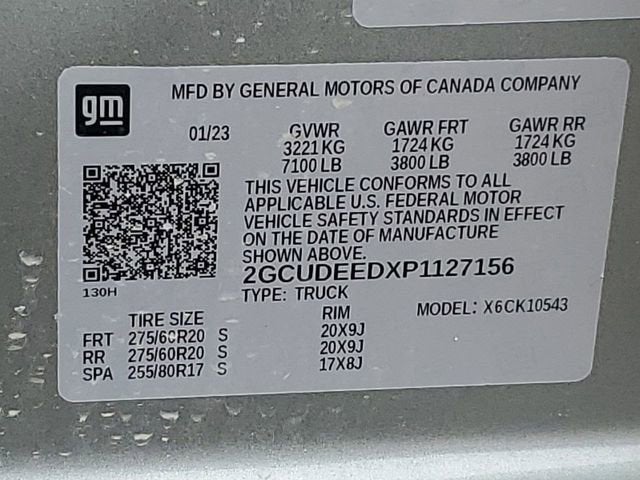 gm
MFD BY GENERAL MOTORS OF CANADA COMPANY
01/23 GVWR GAWR FRT GAWR RR
3221 KG 1724 KG 1724 KG
7100 LB 3800 LB 3800 LB
THIS VEHICLE CONFORMS TO ALL
APPLICABLE U.S. FEDERAL MOTOR
VEHICLE SAFETY STANDARDS IN EFFECT
ON THE DATE OF MANUFACTURE
SHOWN ABOVE.
2GCUDEEDXP1127156
130H
TYPE: TRUCK
MODEL: X6CK10543
TIRE SIZE RIM
FRT 275/60R20 S 20X9J
RR 275/60R20 S 20X9J
SPA 255/80R17 S 17X8J